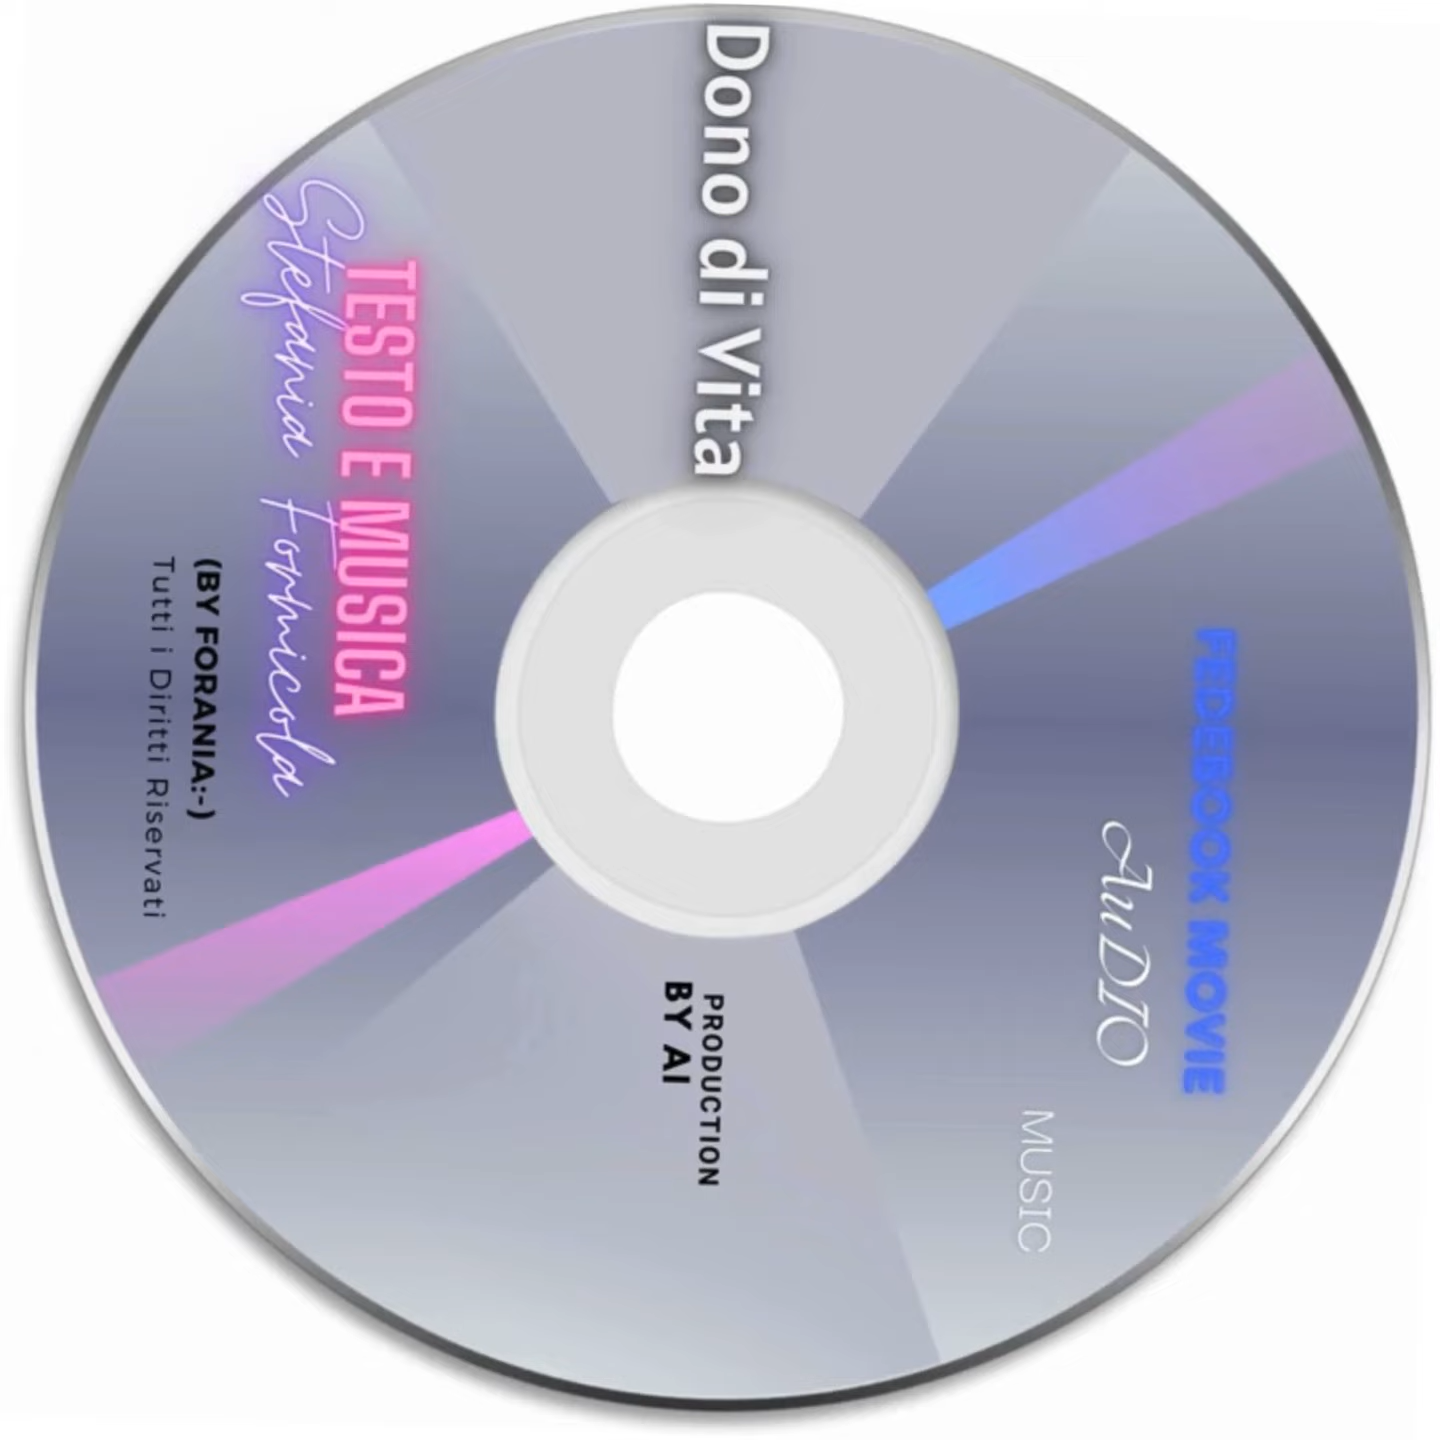 FEDEBOOK MOVIE
AuDIO
MUSIC
Dono di Vita
PRODUCTION
BY AI
TESTO E MUSICA
Stefania Formicola
(BY FORANIA:-)
Tutti i Diritti Riservati